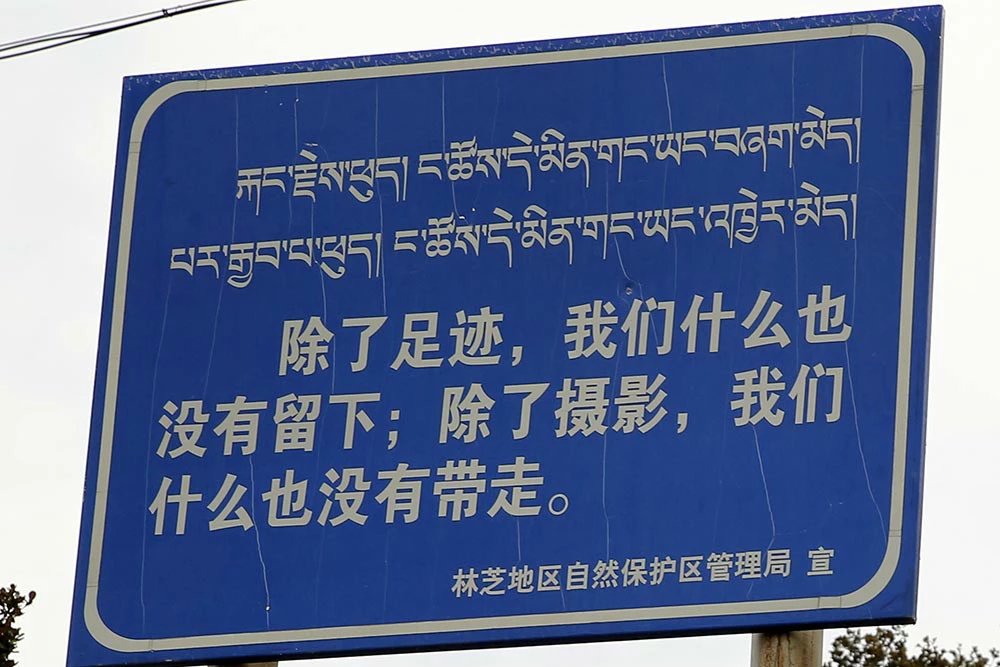 རྐང་རྗེས་ཕུད། ང་ཚོས་དེ་མིན་གང་ཡང་བཞག་མེད།
པར་རྒྱབ་པ་ཕུད། ང་ཚོས་དེ་མིན་གང་ཡང་འཁྱེར་མེད།
除了足迹，我们什么也
没有留下；除了摄影，我们
什么也没有带走。
林芝地区自然保护区管理局 宣